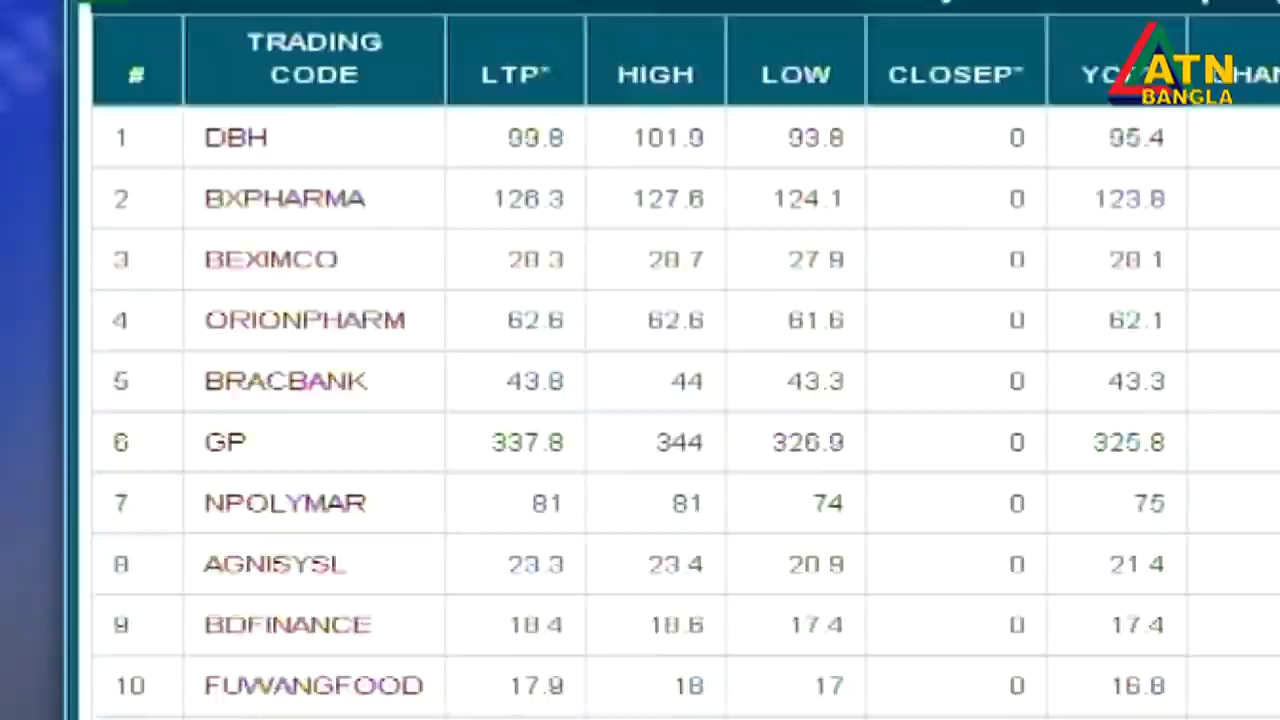 TRADING
# CODE LTP* HIGH LOW CLOSEP*
ATN
BANGLA
1 DBH 99.8 101.9 93.8 0 95.4
2 BXPHARMA 126.3 127.6 124.1 0 123.8
3 BEXIMCO 28.3 28.7 27.9 0 28.1
4 ORIONPHARM 62.6 62.6 61.6 0 62.1
5 BRACBANK 43.8 44 43.3 0 43.3
6 GP 337.8 344 326.9 0 325.8
7 NPOLYMAR 81 81 74 0 75
8 AGNISYSL 23.3 23.4 20.9 0 21.4
9 BDFINANCE 18.4 18.6 17.4 0 17.4
10 FUWANGFOOD 17.9 18 17 0 16.8